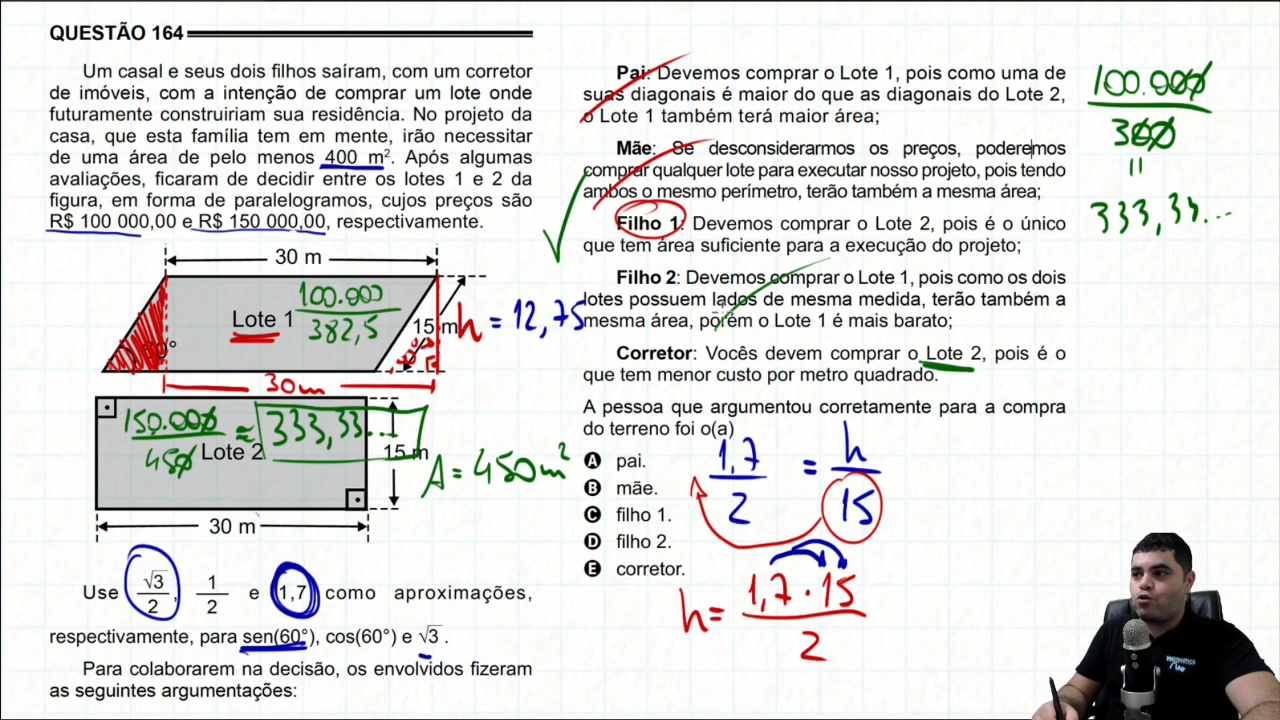 QUESTÃO 164
Um casal e seus dois filhos saíram, com um corretor
de imóveis, com a intenção de comprar um lote onde
futuramente construiriam sua residência. No projeto da
casa, que esta família tem em mente, irão necessitar
de uma área de pelo menos 400 m². Após algumas
avaliações, ficaram de decidir entre os lotes 1 e 2 da
figura, em forma de paralelogramos, cujos preços são
R$ 100 000,00 e R$ 150 000,00, respectivamente.
30 m
Lote 1
100.000
382,5
15 m
h = 12,75
60°
30m
150.000
450
≈ 333,33...
Lote 2
15 m
A = 450m²
30 m
Use √3/2, 1/2 e 1,7 como aproximações,
respectivamente, para sen(60°), cos(60°) e √3.
Para colaborarem na decisão, os envolvidos fizeram
as seguintes argumentações:
Pai: Devemos comprar o Lote 1, pois como uma de
suas diagonais é maior do que as diagonais do Lote 2,
o Lote 1 também terá maior área;
Mãe: Se desconsiderarmos os preços, poderemos
comprar qualquer lote para executar nosso projeto, pois tendo
ambos o mesmo perímetro, terão também a mesma área;
Filho 1: Devemos comprar o Lote 2, pois é o único
que tem área suficiente para a execução do projeto;
Filho 2: Devemos comprar o Lote 1, pois como os dois
lotes possuem lados de mesma medida, terão também a
mesma área, porém o Lote 1 é mais barato;
Corretor: Vocês devem comprar o Lote 2, pois é o
que tem menor custo por metro quadrado.
A pessoa que argumentou corretamente para a compra
do terreno foi o(a)
A pai.
B mãe.
C filho 1.
D filho 2.
E corretor.
1,7/2 = h/15
h = 1,7 · 15
2
100.000
300
=
333,33...